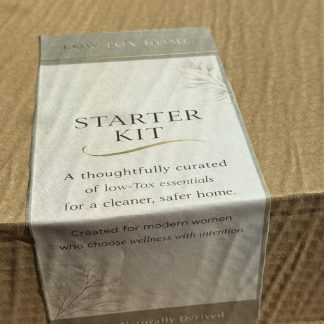 LOW TOX HOME
STARTER
KIT
A thoughtfully curated
of low-Tox essentials
for a cleaner, safer home.
Created for modern women
who choose wellness with intention.
Naturally Derived